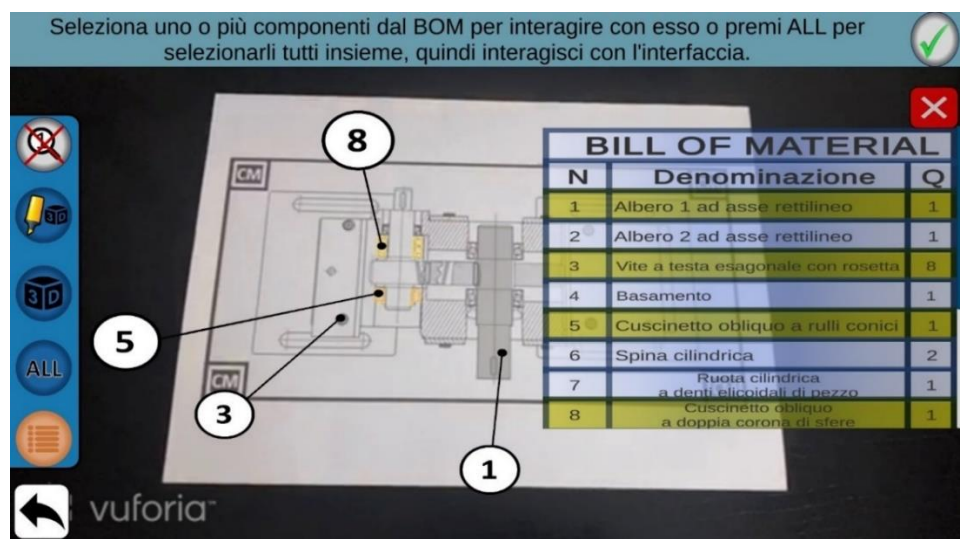 Seleziona uno o più componenti dal BOM per interagire con esso o premi ALL per
selezionarli tutti insieme, quindi interagisci con l'interfaccia.
BILL OF MATERIAL
N Denominazione Q
1 Albero 1 ad asse rettilineo 1
2 Albero 2 ad asse rettilineo 1
3 Vite a testa esagonale con rosetta 8
4 Basamento 1
5 Cuscinetto obliquo a rulli conici 1
6 Spina cilindrica 2
7 Ruota cilindrica
a denti elicoidali di pezzo 1
8 Cuscinetto obliquo
a doppia corona di sfere 1
8
5
3
1
CM
CM
1
3D
3D
ALL
vuforia™